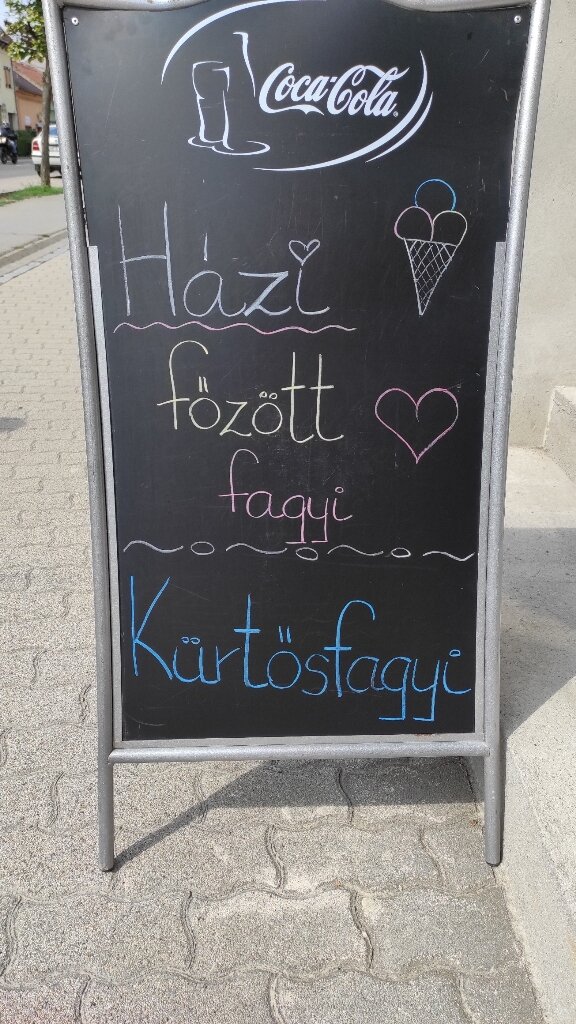 Coca-Cola
Házi
főzött
fagyi
Kürtősfagyi